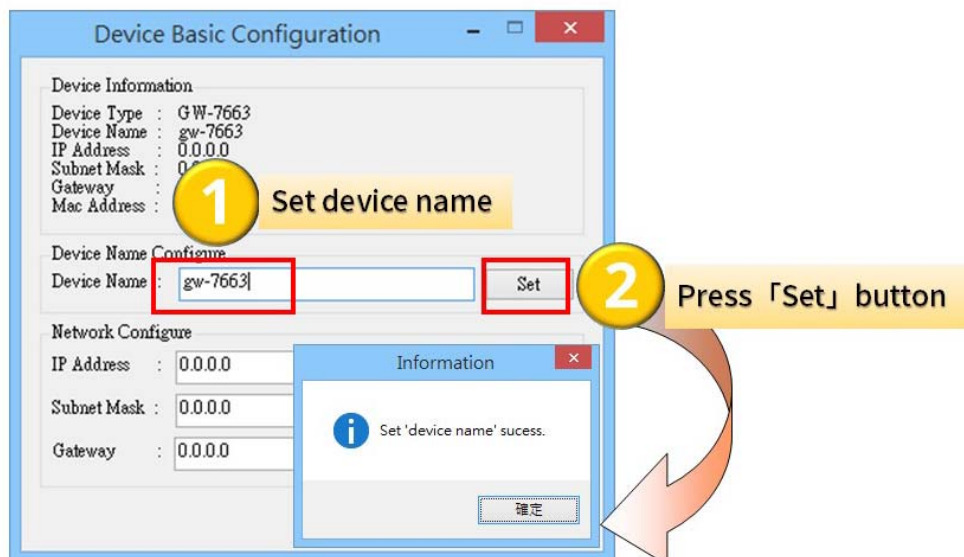 Device Basic Configuration
Device Information
Device Type : GW-7663
Device Name : gw-7663
IP Address : 0.0.0.0
Subnet Mask :
Gateway :
Mac Address :
1 Set device name
Device Name Configure
Device Name : gw-7663
Set
2 Press「Set」button
Network Configure
IP Address : 0.0.0.0
Subnet Mask : 0.0.0.0
Gateway : 0.0.0.0
Information
Set 'device name' sucess.
確定